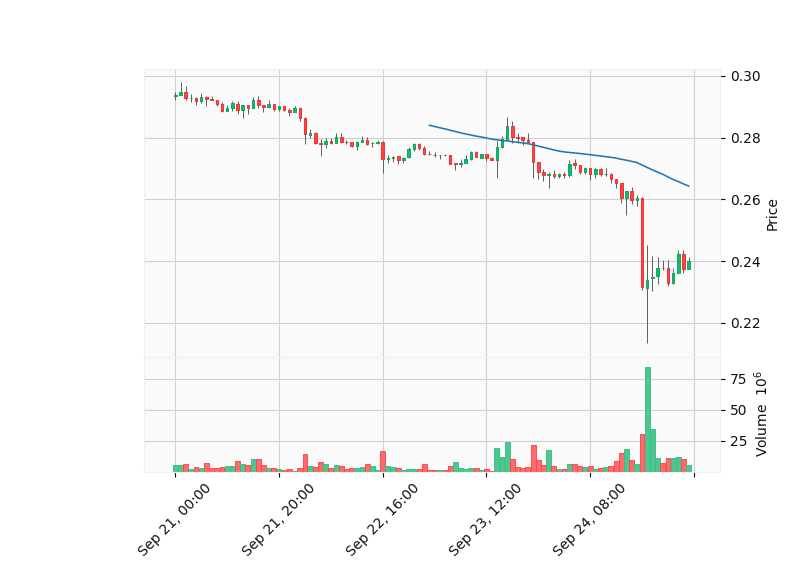 0.30
0.28
0.26
0.24
0.22
Price
75
50
25
Volume 10^6
Sep 21, 00:00
Sep 21, 20:00
Sep 22, 16:00
Sep 23, 12:00
Sep 24, 08:00